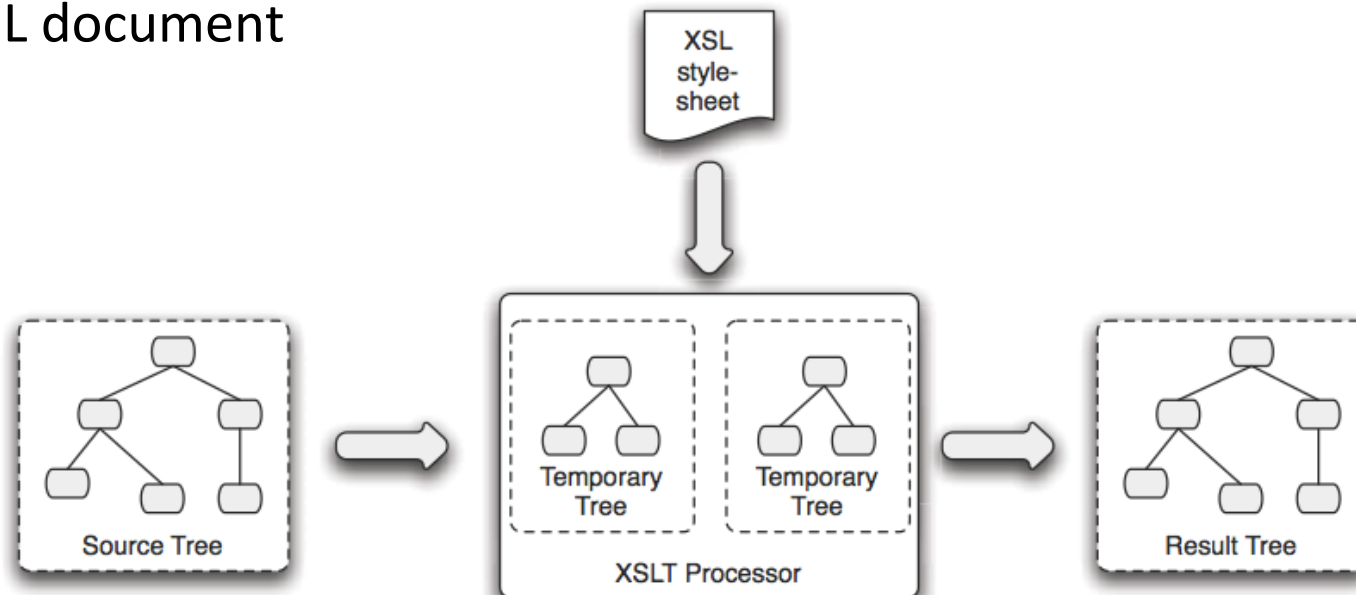 L document
XSL
style-
sheet
Temporary
Tree
Temporary
Tree
Source Tree
XSLT Processor
Result Tree